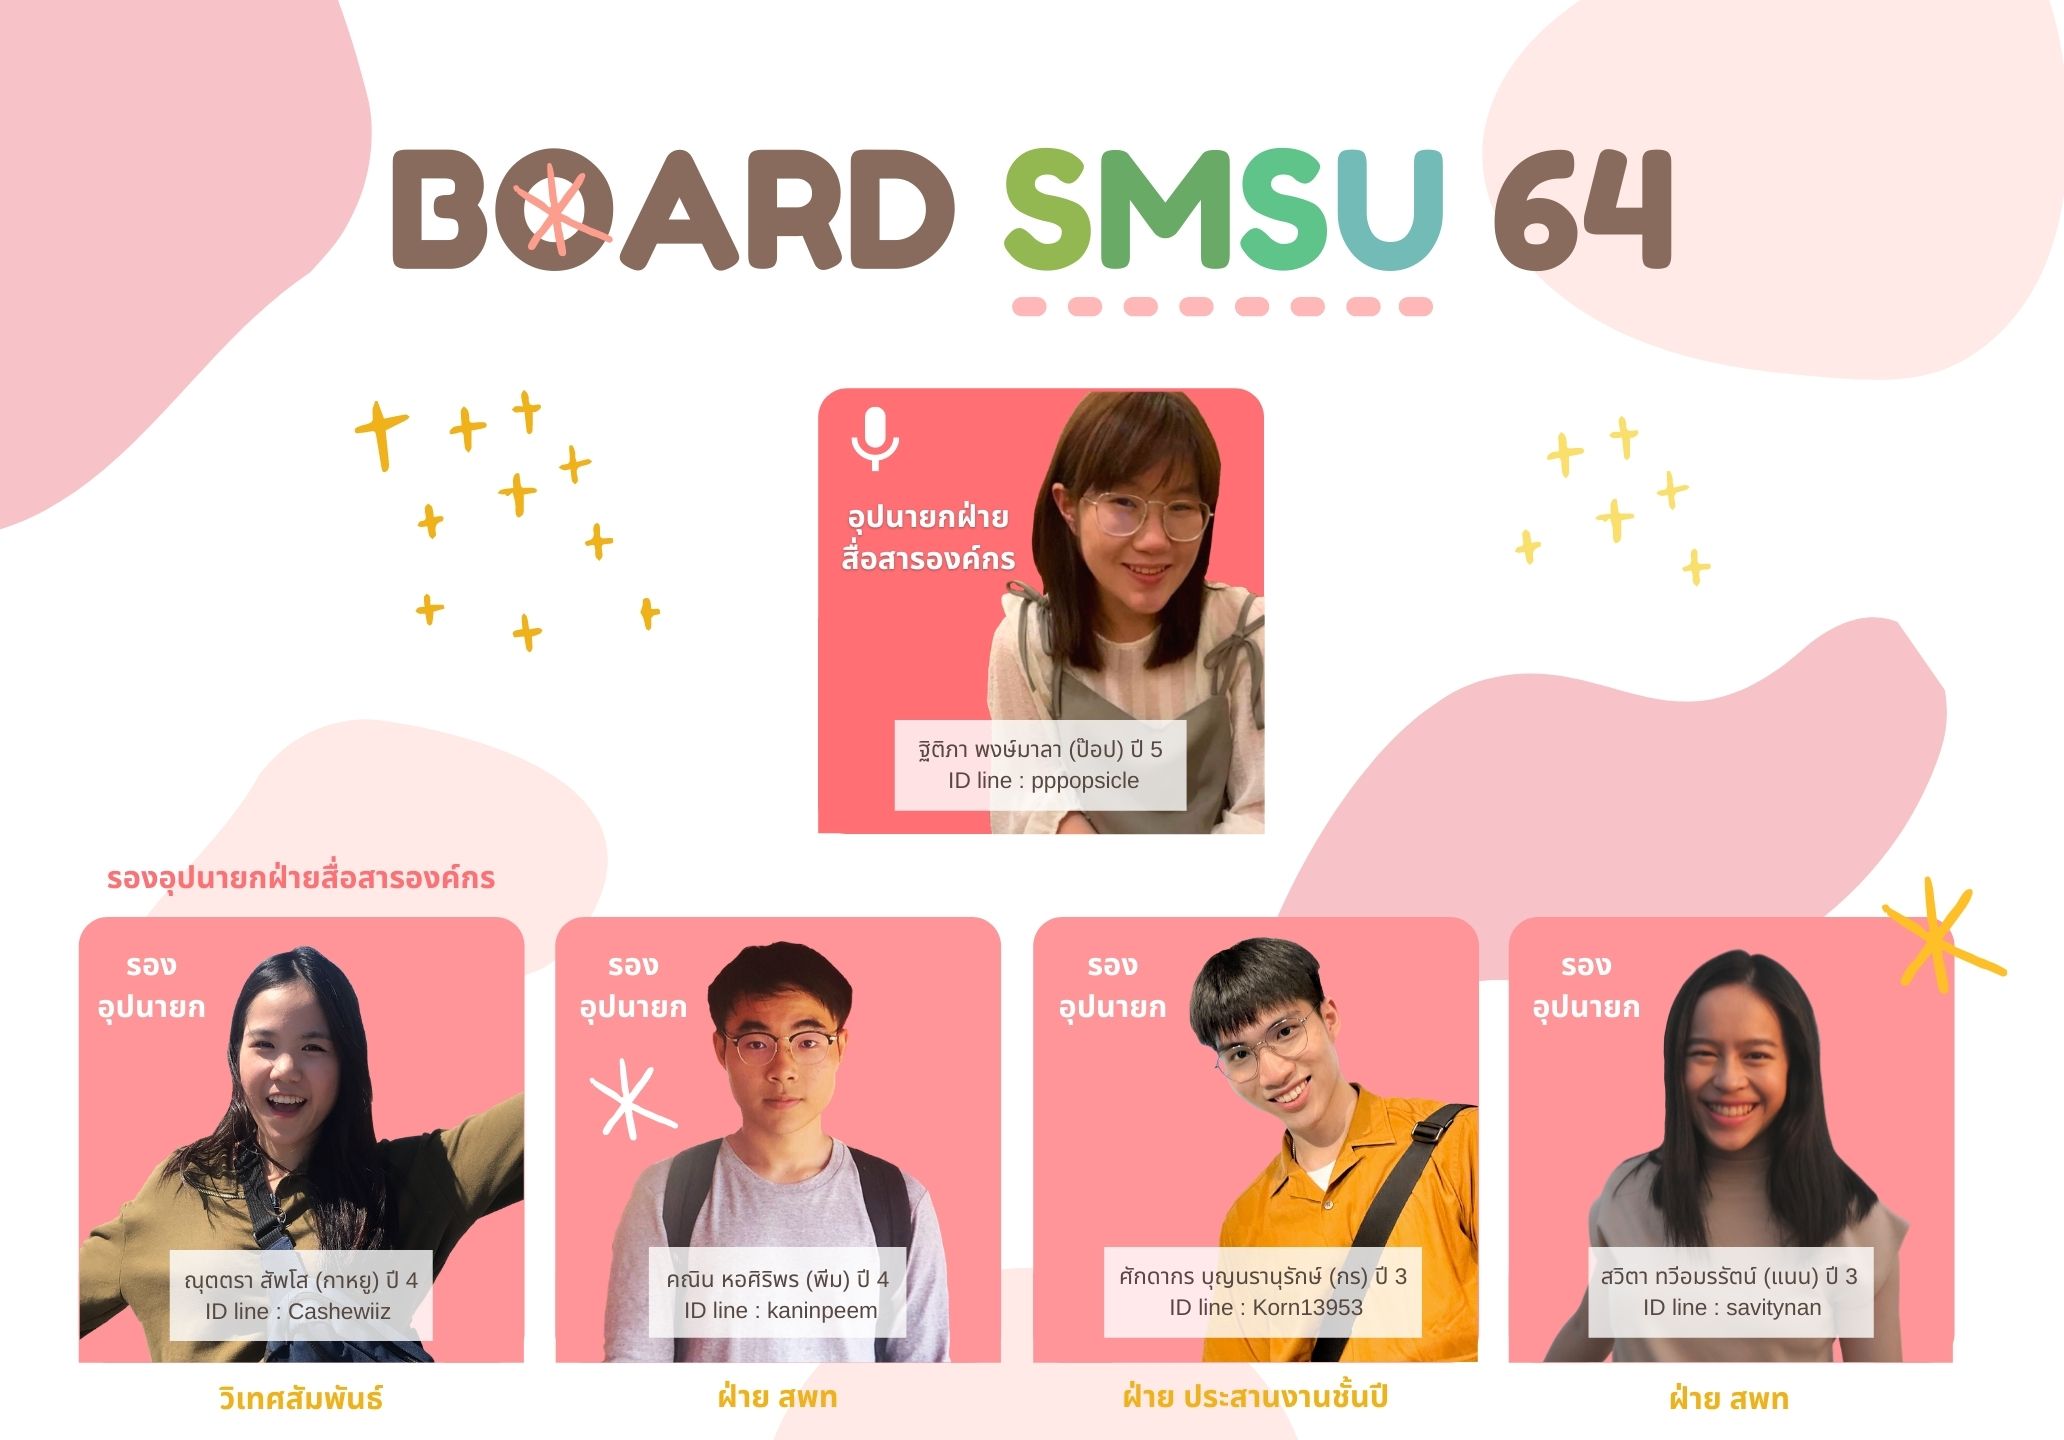 BOARD SMSU 64
อุปนายกฝ่าย
สื่อสารองค์กร
ฐิติภา พงษ์มาลา (ป๊อป) ปี 5
ID line : pppopsicle
รองอุปนายกฝ่ายสื่อสารองค์กร
รอง
อุปนายก
ณุตตรา สัพโส (กาหยู) ปี 4
ID line : Cashewiiz
วิเทศสัมพันธ์
รอง
อุปนายก
คณิน หอศิริพร (พีม) ปี 4
ID line : kaninpeem
ฝ่าย สพท
รอง
อุปนายก
ศักดากร บุญนรานุรักษ์ (กร) ปี 3
ID line : Korn13953
ฝ่าย ประสานงานชั้นปี
รอง
อุปนายก
สวิตา ทวีอมรรัตน์ (แนน) ปี 3
ID line : savitynan
ฝ่าย สพท